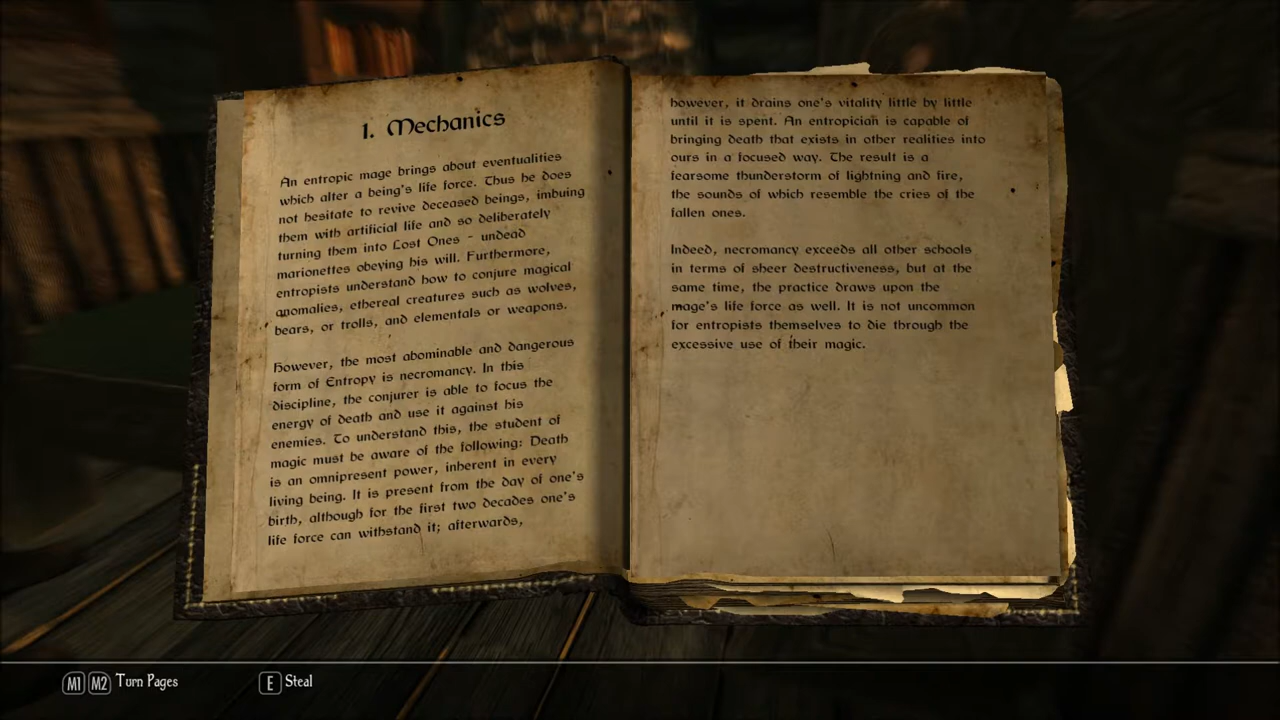 1. Mechanics
An entropic mage brings about eventualities
which alter a being's life force. Thus he does
not hesitate to revive deceased beings, imbuing
them with artificial life and so deliberately
turning them into Lost Ones - undead
marionettes obeying his will. Furthermore,
entropists understand how to conjure magical
anomalies, ethereal creatures such as wolves,
bears, or trolls, and elementals or weapons.
However, the most abominable and dangerous
form of Entropy is necromancy. In this
discipline, the conjurer is able to focus the
energy of death and use it against his
enemies. To understand this, the student of
magic must be aware of the following: Death
is an omnipresent power, inherent in every
living being. It is present from the day of one's
birth, although for the first two decades one's
life force can withstand it; afterwards,
however, it drains one's vitality little by little
until it is spent. An entropician is capable of
bringing death that exists in other realities into
ours in a focused way. The result is a
fearsome thunderstorm of lightning and fire,
the sounds of which resemble the cries of the
fallen ones.
Indeed, necromancy exceeds all other schools
in terms of sheer destructiveness, but at the
same time, the practice draws upon the
mage's life force as well. It is not uncommon
for entropists themselves to die through the
excessive use of their magic.
M1 M2 Turn Pages
E Steal